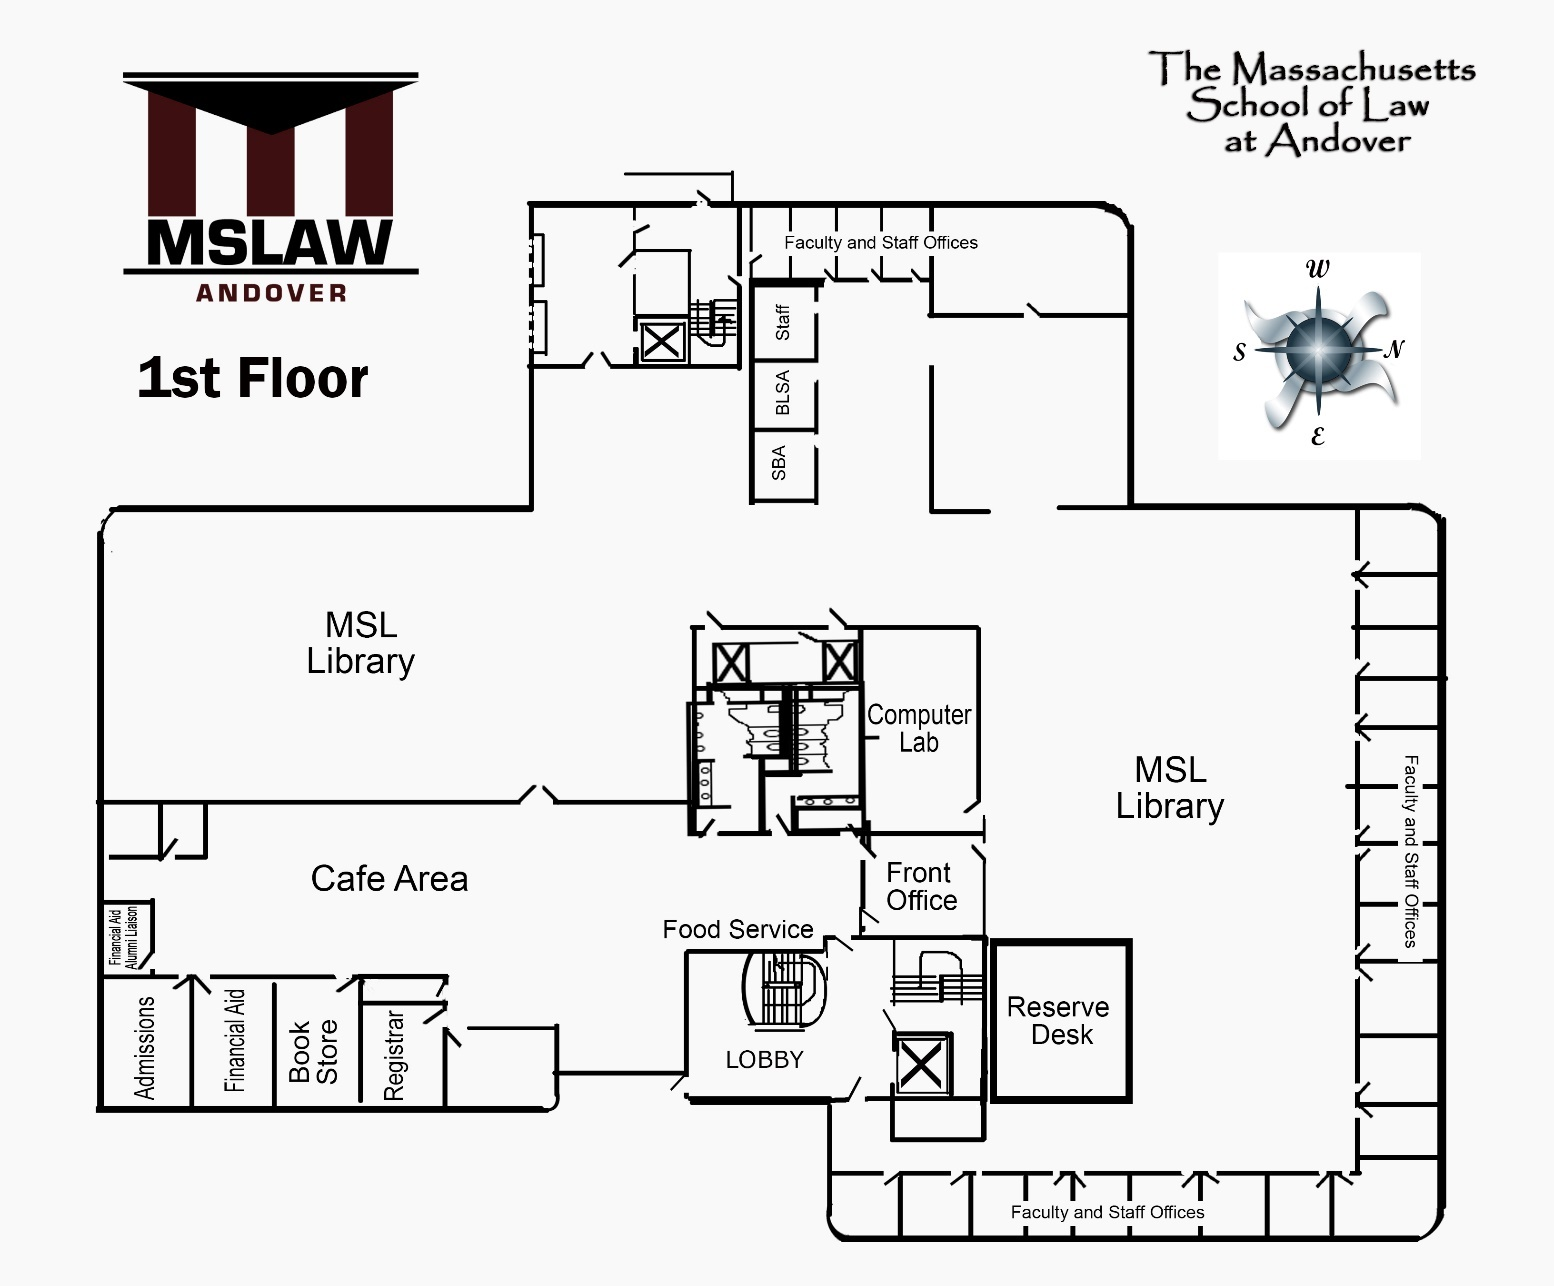 The Massachusetts
School of Law
at Andover
MSLAW
ANDOVER
1st Floor
W
S
N
E
Faculty and Staff Offices
Staff
BLSA
SBA
MSL
Library
Computer
Lab
MSL
Library
Faculty and Staff Offices
Cafe Area
Front
Office
Food Service
Financial Aid
Alumni Liaison
Admissions
Financial Aid
Book
Store
Registrar
LOBBY
Reserve
Desk
Faculty and Staff Offices